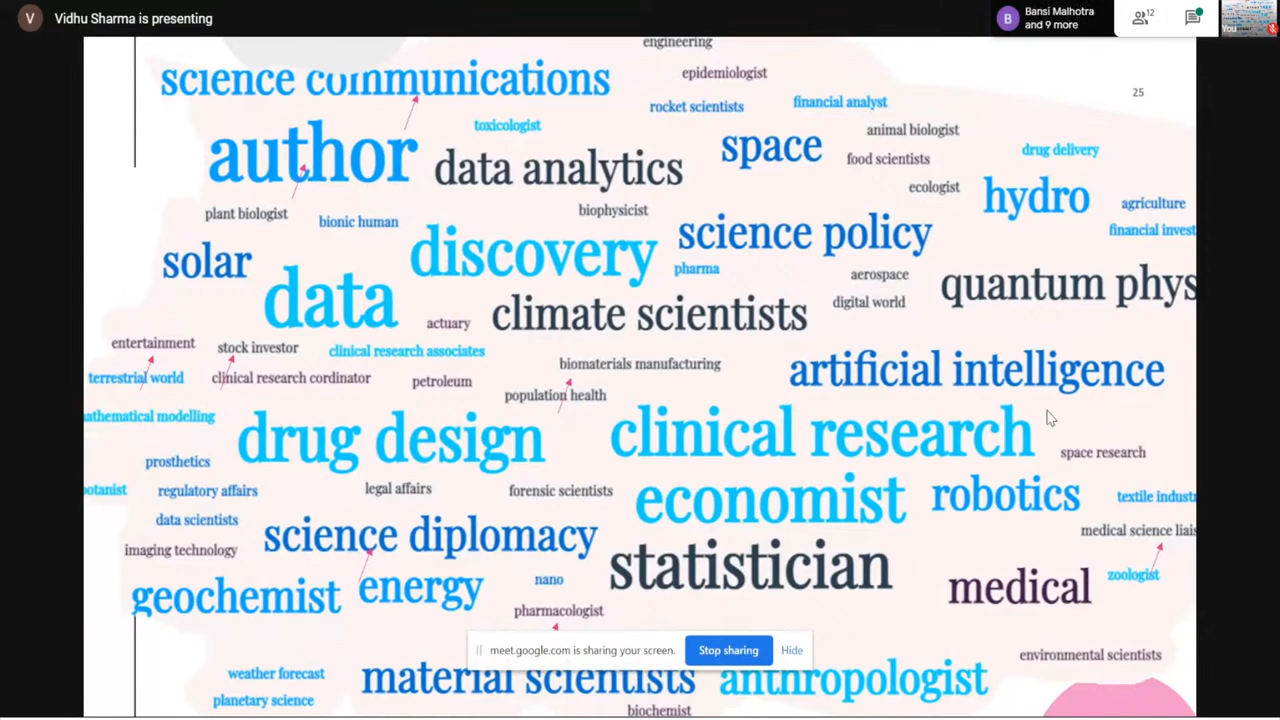 V Vidhu Sharma is presenting
B Bansi Malhotra and 9 more
12
You
engineering
science communications
epidemiologist
25
rocket scientists
financial analyst
toxicologist
animal biologist
author
data analytics
space
food scientists
drug delivery
ecologist
hydro
agriculture
plant biologist
bionic human
biophysicist
science policy
financial invest
solar
discovery
pharma
aerospace
quantum phys
data
climate scientists
digital world
actuary
entertainment
stock investor
clinical research associates
biomaterials manufacturing
artificial intelligence
terrestrial world
clinical research cordinator
petroleum
population health
athematical modelling
drug design
clinical research
space research
prosthetics
otanist
regulatory affairs
legal affairs
forensic scientists
economist
robotics
textile indust
data scientists
science diplomacy
medical science liais
imaging technology
statistician
zoologist
geochemist
energy
nano
medical
pharmacologist
meet.google.com is sharing your screen.
Stop sharing
Hide
environmental scientists
weather forecast
material scientists
anthropologist
planetary science
biochemist